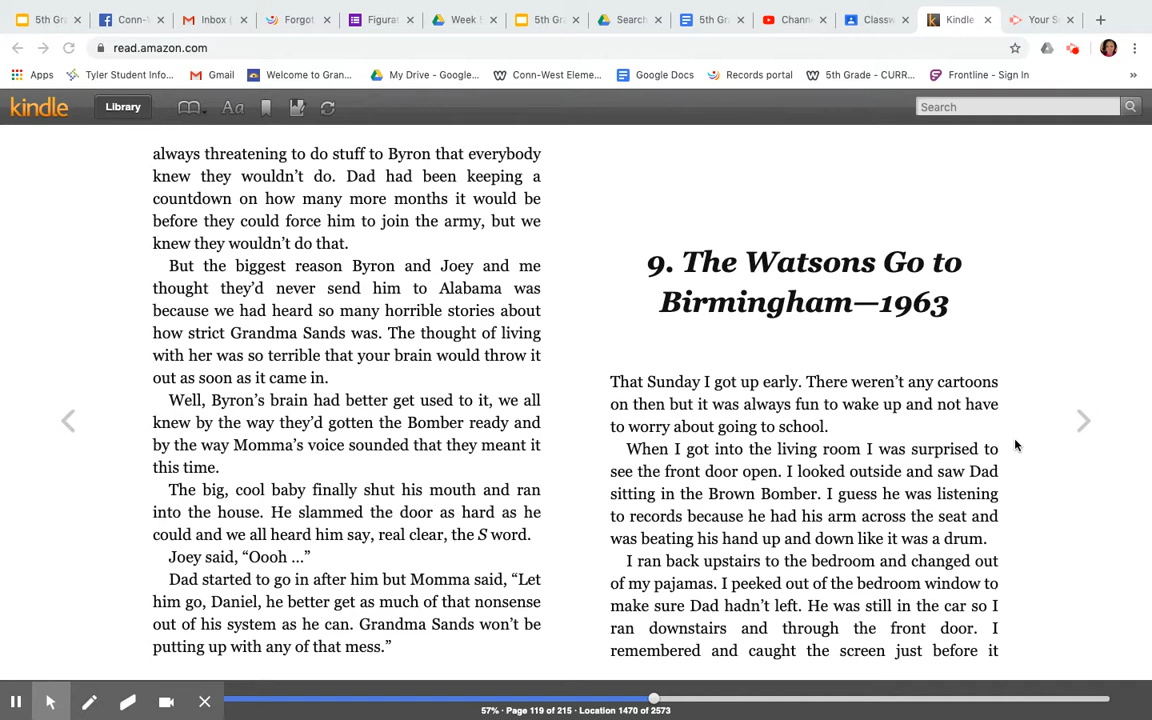 5th Gra
Conn-V
Inbox (
Forgot
Figurat
Week
5th Gr
Search
5th Gr
Chann
Classw
Kindle
Your S
read.amazon.com
Apps
Tyler Student Info...
Gmail
Welcome to Gran...
My Drive - Google...
Conn-West Eleme...
Google Docs
Records portal
5th Grade - CURR...
Frontline - Sign In
»
kindle
Library
Aa
Search
always threatening to do stuff to Byron that everybody
knew they wouldn't do. Dad had been keeping a
countdown on how many more months it would be
before they could force him to join the army, but we
knew they wouldn't do that.
But the biggest reason Byron and Joey and me
thought they'd never send him to Alabama was
because we had heard so many horrible stories about
how strict Grandma Sands was. The thought of living
with her was so terrible that your brain would throw it
out as soon as it came in.
Well, Byron's brain had better get used to it, we all
knew by the way they'd gotten the Bomber ready and
by the way Momma's voice sounded that they meant it
this time.
The big, cool baby finally shut his mouth and ran
into the house. He slammed the door as hard as he
could and we all heard him say, real clear, the S word.
Joey said, "Oooh ..."
Dad started to go in after him but Momma said, "Let
him go, Daniel, he better get as much of that nonsense
out of his system as he can. Grandma Sands won't be
putting up with any of that mess."
9. The Watsons Go to
Birmingham—1963
That Sunday I got up early. There weren't any cartoons
on then but it was always fun to wake up and not have
to worry about going to school.
When I got into the living room I was surprised to
see the front door open. I looked outside and saw Dad
sitting in the Brown Bomber. I guess he was listening
to records because he had his arm across the seat and
was beating his hand up and down like it was a drum.
I ran back upstairs to the bedroom and changed out
of my pajamas. I peeked out of the bedroom window to
make sure Dad hadn't left. He was still in the car so I
ran downstairs and through the front door. I
remembered and caught the screen just before it
57% · Page 119 of 215 · Location 1470 of 2573